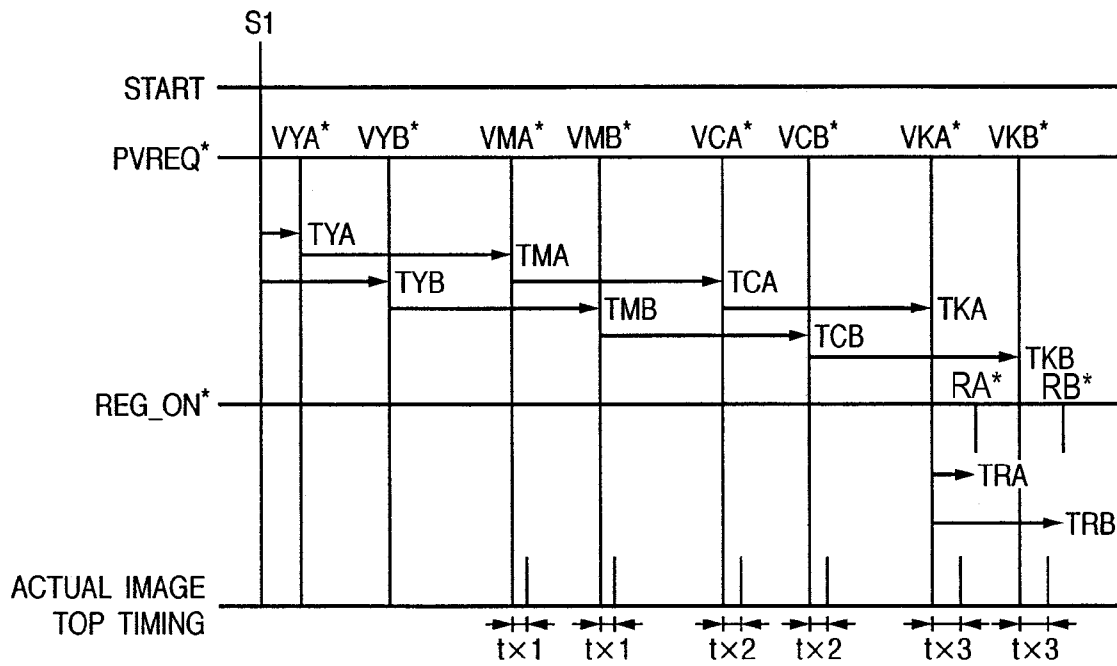 S1
START
VYA* VYB* VMA* VMB* VCA* VCB* VKA* VKB*
PVREQ*
TYA
TMA
TYB
TCA
TMB
TKA
TCB
TKB
RA* RB*
REG_ON*
TRA
TRB
ACTUAL IMAGE
TOP TIMING
t×1 t×1 t×2 t×2 t×3 t×3